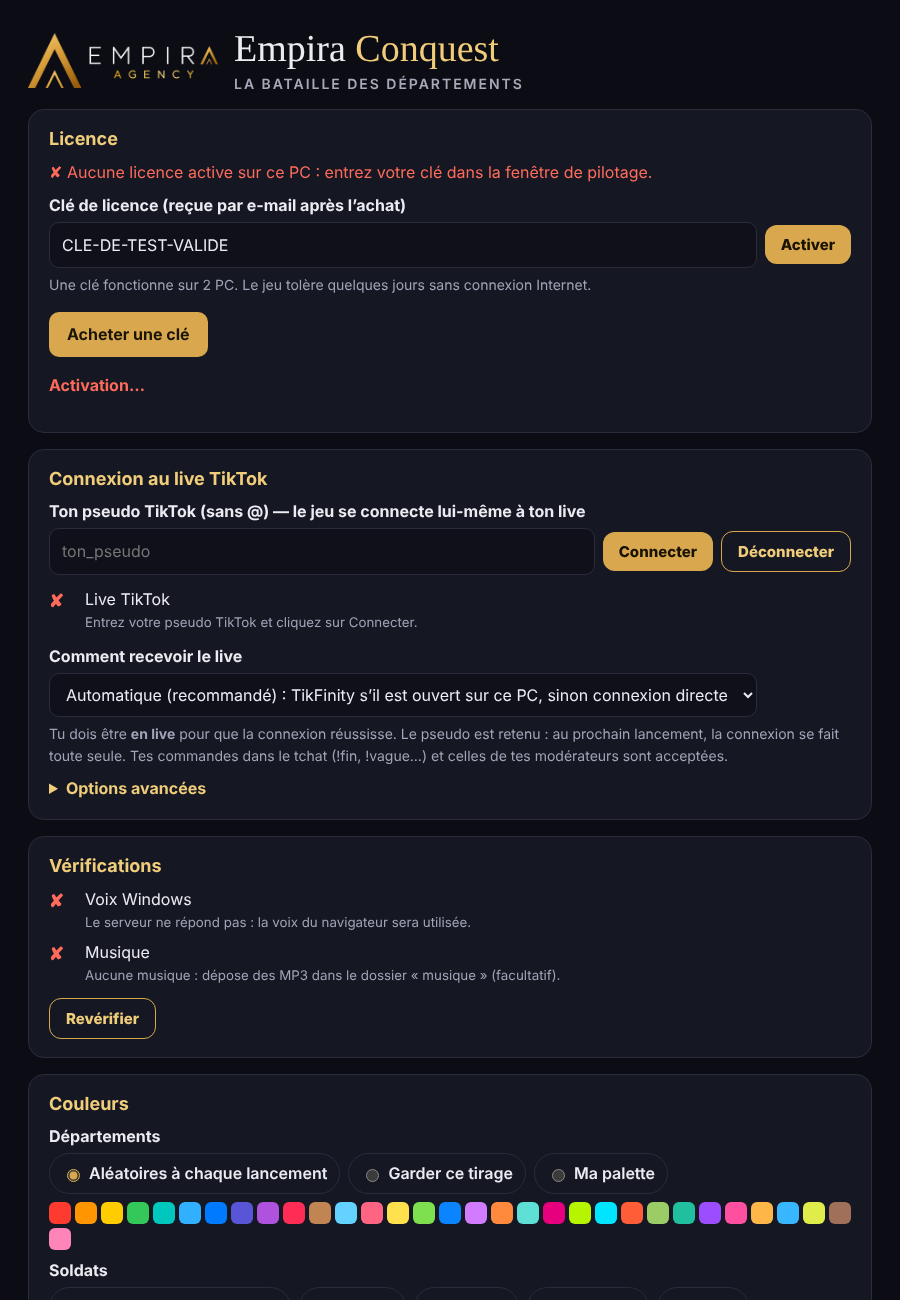 EMPIRA
AGENCY
Empira Conquest
LA BATAILLE DES DÉPARTEMENTS
Licence
✘ Aucune licence active sur ce PC : entrez votre clé dans la fenêtre de pilotage.
Clé de licence (reçue par e-mail après l’achat)
CLE-DE-TEST-VALIDE
Activer
Une clé fonctionne sur 2 PC. Le jeu tolère quelques jours sans connexion Internet.
Acheter une clé
Activation…
Connexion au live TikTok
Ton pseudo TikTok (sans @) — le jeu se connecte lui-même à ton live
ton_pseudo
Connecter
Déconnecter
✘ Live TikTok
Entrez votre pseudo TikTok et cliquez sur Connecter.
Comment recevoir le live
Automatique (recommandé) : TikFinity s’il est ouvert sur ce PC, sinon connexion directe
Tu dois être en live pour que la connexion réussisse. Le pseudo est retenu : au prochain lancement, la connexion se fait
toute seule. Tes commandes dans le tchat (!fin, !vague…) et celles de tes modérateurs sont acceptées.
▶ Options avancées
Vérifications
✘ Voix Windows
Le serveur ne répond pas : la voix du navigateur sera utilisée.
✘ Musique
Aucune musique : dépose des MP3 dans le dossier « musique » (facultatif).
Revérifier
Couleurs
Départements
Aléatoires à chaque lancement
Garder ce tirage
Ma palette
Soldats